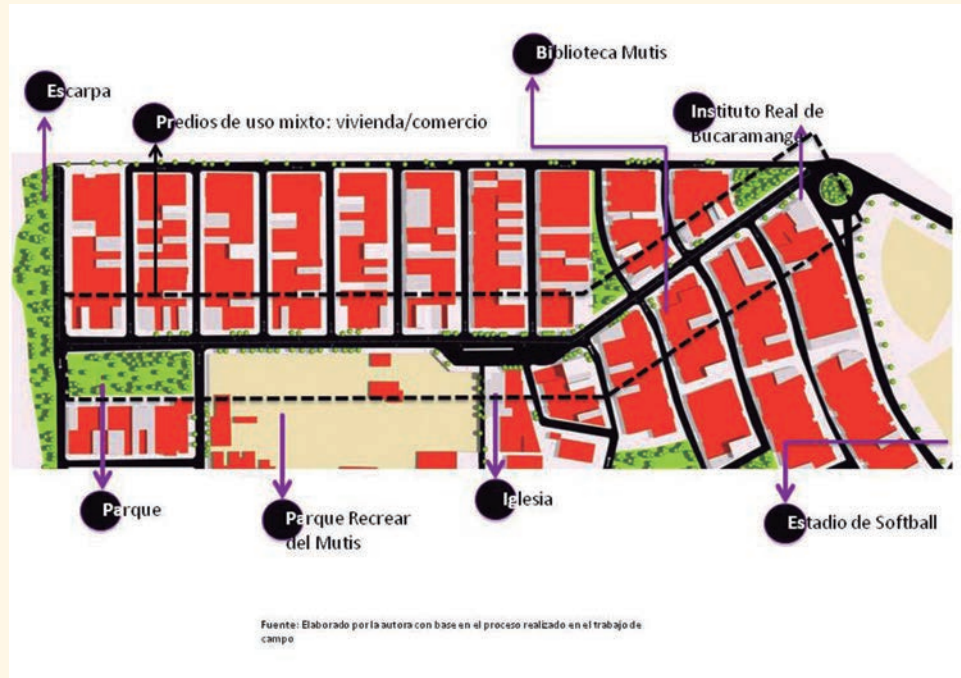 Biblioteca Mutis
Escarpa
Predios de uso mixto: vivienda/comercio
Instituto Real de
Bucaramanga
Parque
Parque Recrear
del Mutis
Iglesia
Estadio de Softball
Fuente: Elaborado por la autora con base en el proceso realizado en el trabajo de
campo